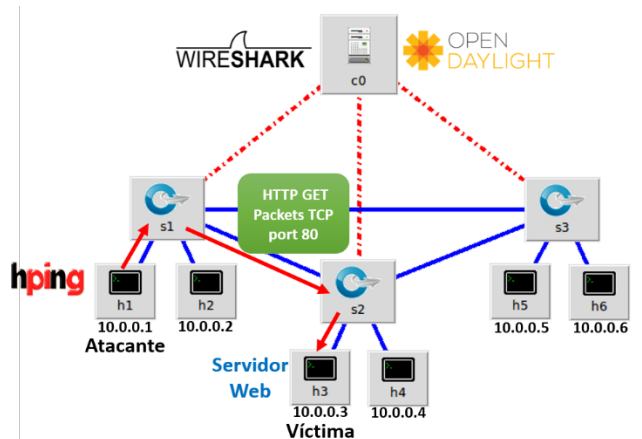 WIRESHARK
OPEN
DAYLIGHT
c0
HTTP GET
Packets TCP
port 80
s1
s3
hping
h1
h2
s2
h5
h6
10.0.0.1
10.0.0.2
10.0.0.5
10.0.0.6
Atacante
Servidor
Web
h3
h4
10.0.0.3
10.0.0.4
Víctima